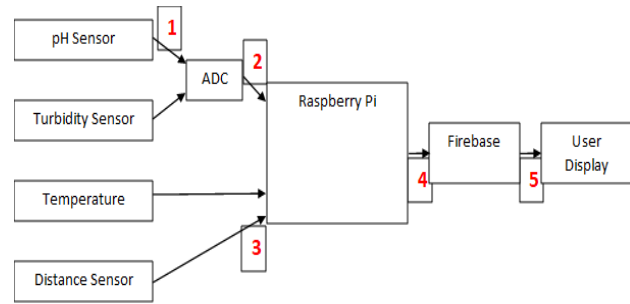 pH Sensor
1
ADC
2
Turbidity Sensor
Raspberry Pi
Temperature
3
Distance Sensor
4
Firebase
5
User
Display